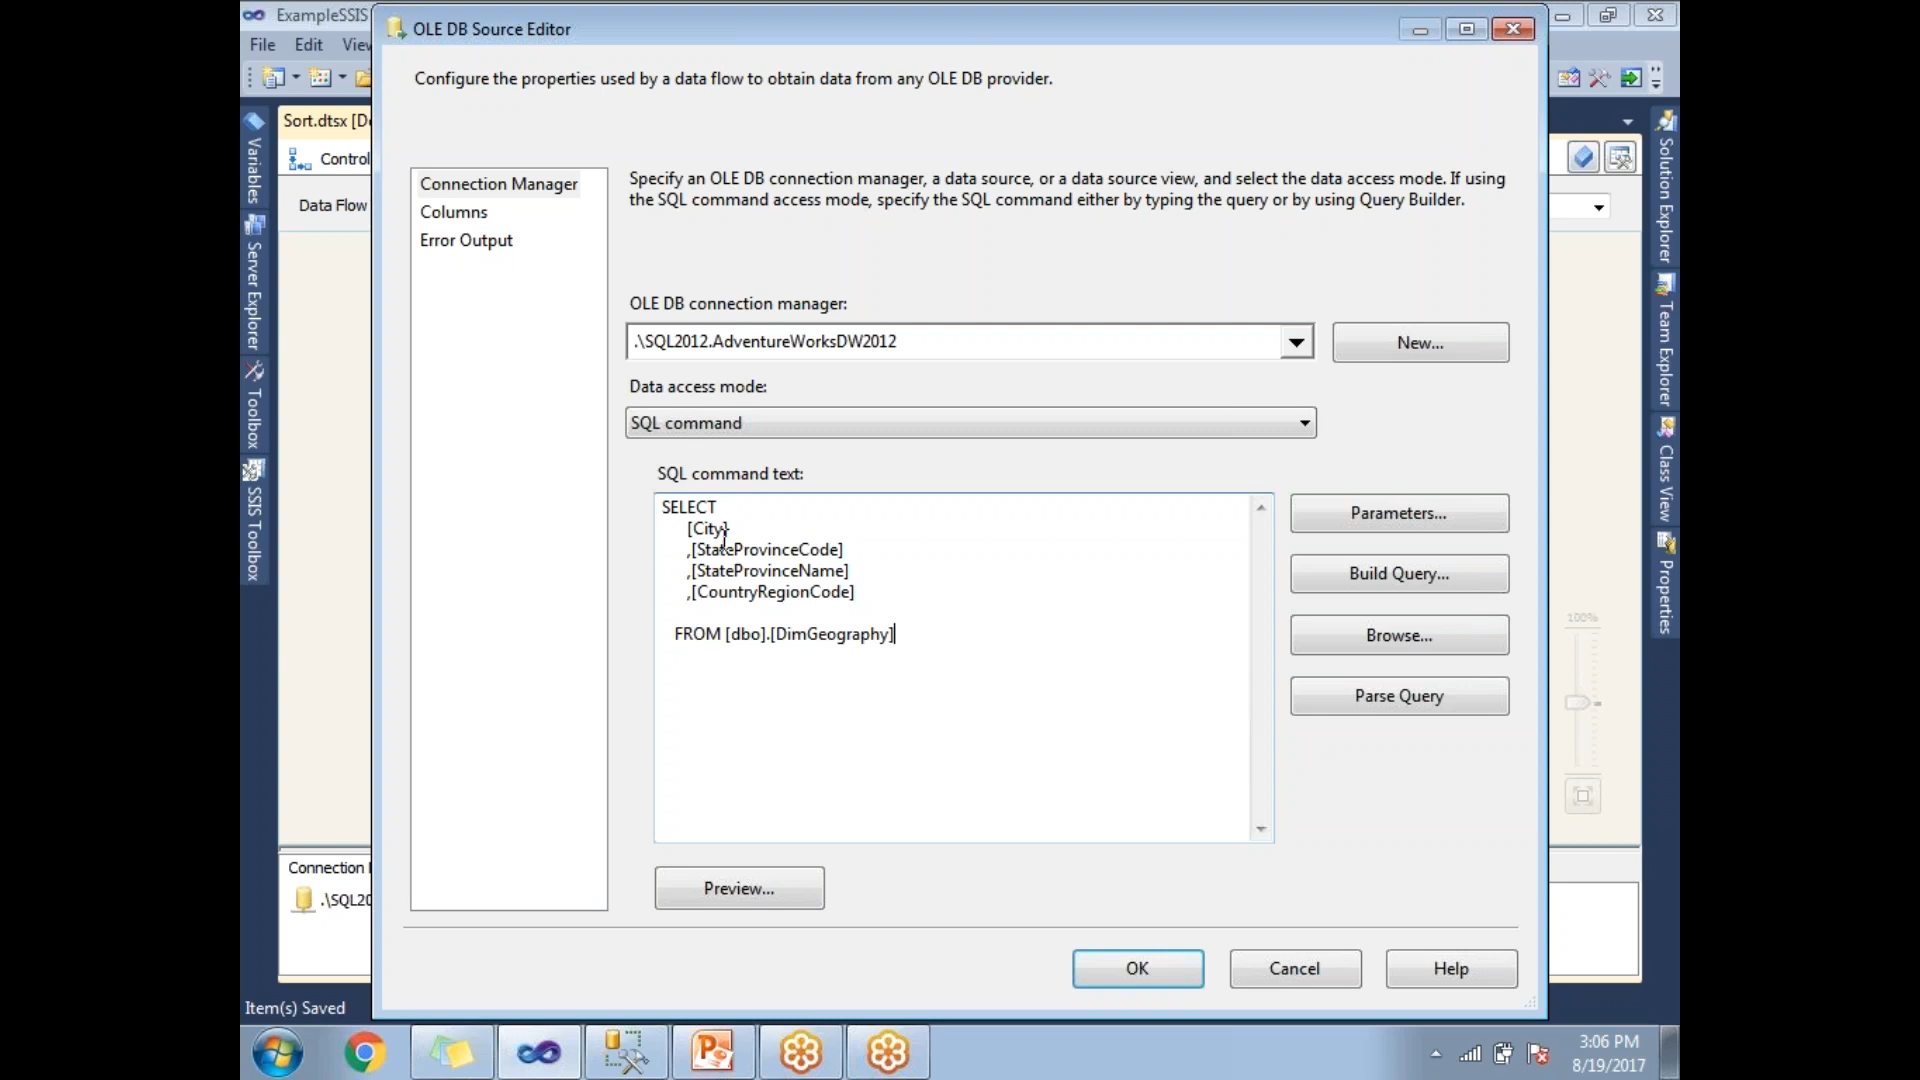 ExampleSSIS
OLE DB Source Editor
File Edit View
Configure the properties used by a data flow to obtain data from any OLE DB provider.
Sort.dtsx [De
Control
Data Flow
Variables
Server Explorer
Toolbox
SSIS Toolbox
Connection Manager
Columns
Error Output
Specify an OLE DB connection manager, a data source, or a data source view, and select the data access mode. If using
the SQL command access mode, specify the SQL command either by typing the query or by using Query Builder.
OLE DB connection manager:
.\SQL2012.AdventureWorksDW2012
New...
Data access mode:
SQL command
SQL command text:
SELECT
[City]
,[StateProvinceCode]
,[StateProvinceName]
,[CountryRegionCode]
FROM [dbo].[DimGeography]
Parameters...
Build Query...
Browse...
Parse Query
Preview...
OK
Cancel
Help
Solution Explorer
Team Explorer
Class View
Properties
100%
Connection
.\SQL20
Item(s) Saved
3:06 PM
8/19/2017